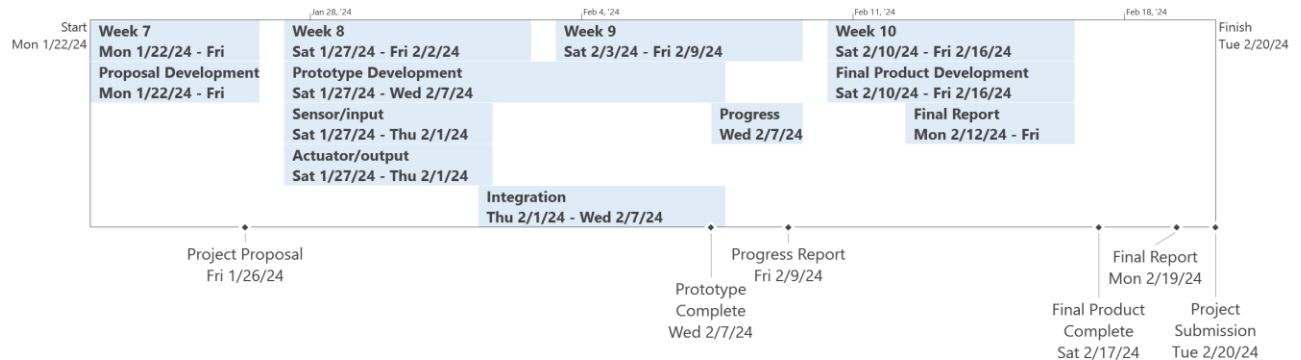 Jan 28, '24
Feb 4, '24
Feb 11, '24
Feb 18, '24
Start
Mon 1/22/24
Finish
Tue 2/20/24
Week 7
Mon 1/22/24 - Fri
Week 8
Sat 1/27/24 - Fri 2/2/24
Week 9
Sat 2/3/24 - Fri 2/9/24
Week 10
Sat 2/10/24 - Fri 2/16/24
Proposal Development
Mon 1/22/24 - Fri
Prototype Development
Sat 1/27/24 - Wed 2/7/24
Final Product Development
Sat 2/10/24 - Fri 2/16/24
Sensor/input
Sat 1/27/24 - Thu 2/1/24
Progress
Wed 2/7/24
Final Report
Mon 2/12/24 - Fri
Actuator/output
Sat 1/27/24 - Thu 2/1/24
Integration
Thu 2/1/24 - Wed 2/7/24
Project Proposal
Fri 1/26/24
Prototype
Complete
Wed 2/7/24
Progress Report
Fri 2/9/24
Final Product
Complete
Sat 2/17/24
Final Report
Mon 2/19/24
Project
Submission
Tue 2/20/24